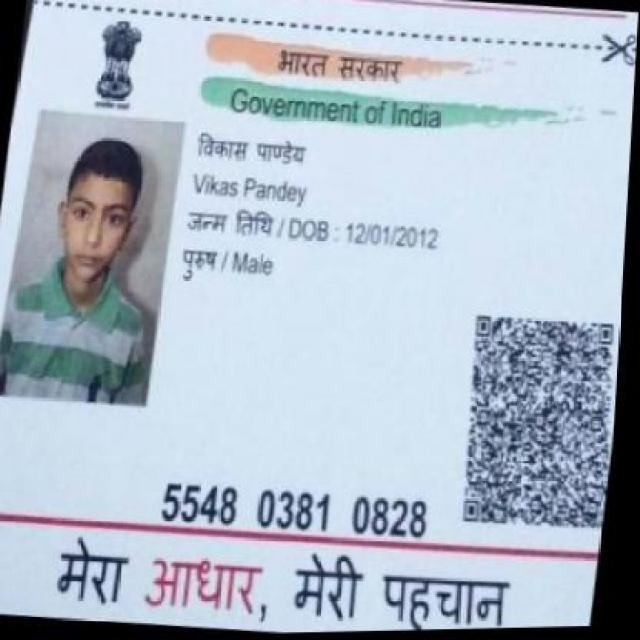 भारत सरकार
Government of India
विकास पाण्डेय
Vikas Pandey
जन्म तिथि / DOB : 12/01/2012
पुरुष / Male
5548 0381 0828
मेरा आधार, मेरी पहचान